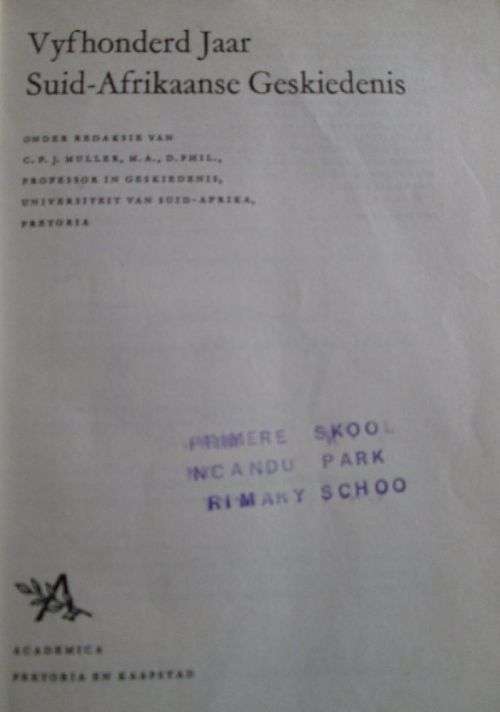 Vyfhonderd Jaar
Suid-Afrikaanse Geskiedenis
ONDER REDAKSIE VAN
C. F. J. MULLER, M.A., D.PHIL.,
PROFESSOR IN GESKIEDENIS,
UNIVERSITEIT VAN SUID-AFRIKA,
PRETORIA
PRIMERE SKOOL
NCANDU PARK
RIMARY SCHOO
ACADEMICA
PRETORIA EN KAAPSTAD